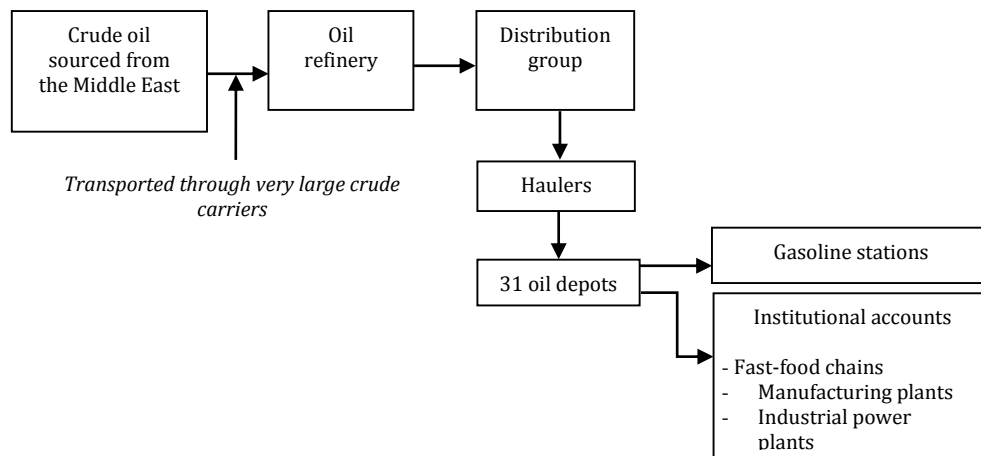 Crude oil
sourced from
the Middle East
Oil
refinery
Distribution
group
Transported through very large crude
carriers
Haulers
31 oil depots
Gasoline stations
Institutional accounts
- Fast-food chains
- Manufacturing plants
- Industrial power
plants